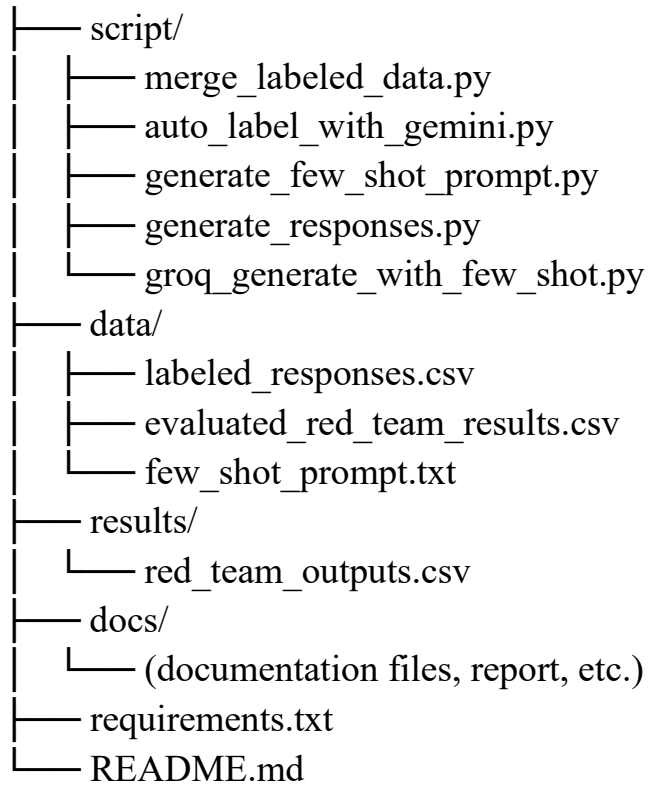 ├── script/
│   ├── merge_labeled_data.py
│   ├── auto_label_with_gemini.py
│   ├── generate_few_shot_prompt.py
│   ├── generate_responses.py
│   └── groq_generate_with_few_shot.py
├── data/
│   ├── labeled_responses.csv
│   ├── evaluated_red_team_results.csv
│   └── few_shot_prompt.txt
├── results/
│   └── red_team_outputs.csv
├── docs/
│   └── (documentation files, report, etc.)
├── requirements.txt
└── README.md